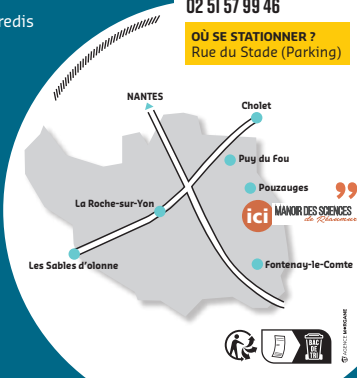 redis
02 51 57 99 46
OÙ SE STATIONNER ?
Rue du Stade (Parking)
NANTES
Cholet
Puy du Fou
Pouzauges
La Roche-sur-Yon
ici MANOIR DES SCIENCES
de Réaumur
Les Sables d'olonne
Fontenay-le-Comte
BAC
DE
TRI
AGENCE MORGANE